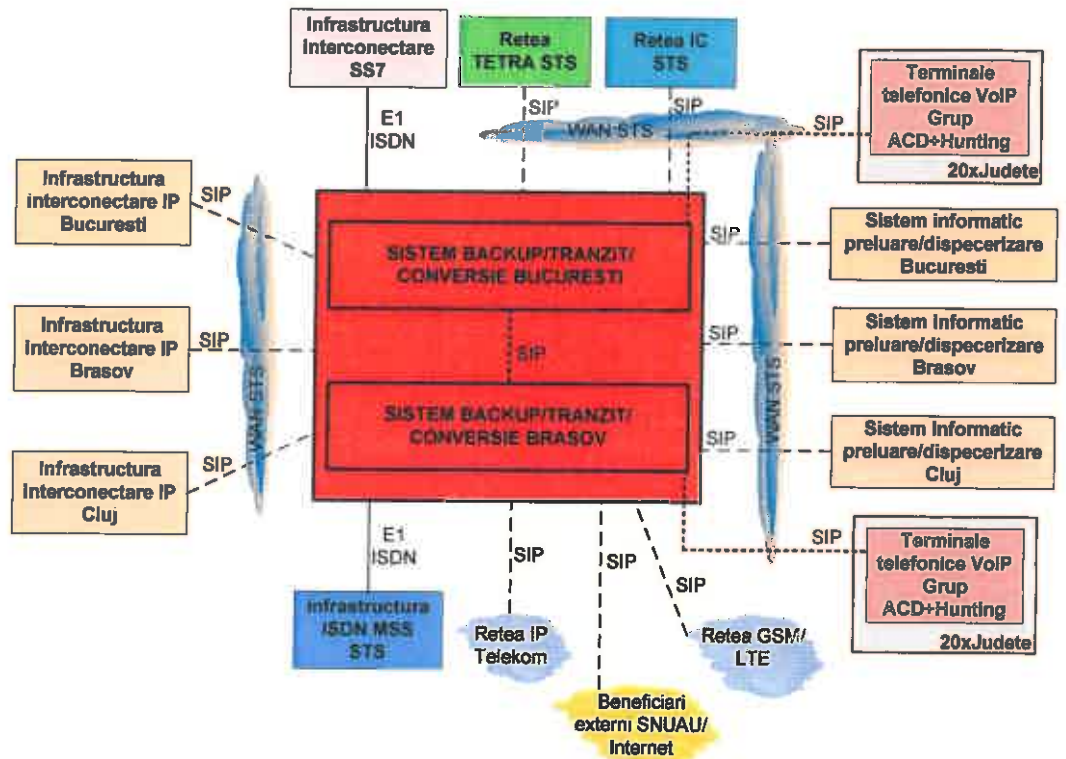 Infrastructura
interconectare
SS7
Retea
TETRA STS
Retea IC
STS
Terminale
telefonice VoIP
Grup
ACD+Hunting
20xJudete
E1
ISDN
SIP
SIP
WAN STS
SIP
Infrastructura
interconectare IP
Bucuresti
SIP
SISTEM BACKUP/TRANZIT/
CONVERSIE BUCURESTI
SIP
Sistem informatic
preluare/dispecerizare
Bucuresti
Infrastructura
interconectare IP
Brasov
SIP
WAN STS
SIP
SIP
WAN STS
Sistem informatic
preluare/dispecerizare
Brasov
SISTEM BACKUP/TRANZIT/
CONVERSIE BRASOV
Infrastructura
interconectare IP
Cluj
SIP
SIP
Sistem informatic
preluare/dispecerizare
Cluj
E1
ISDN
SIP
SIP
SIP
SIP
Terminale
telefonice VoIP
Grup
ACD+Hunting
20xJudete
Infrastructura
ISDN MSS
STS
Retea IP
Telekom
Retea GSM/
LTE
Beneficiari
externi SNUAU/
Internet